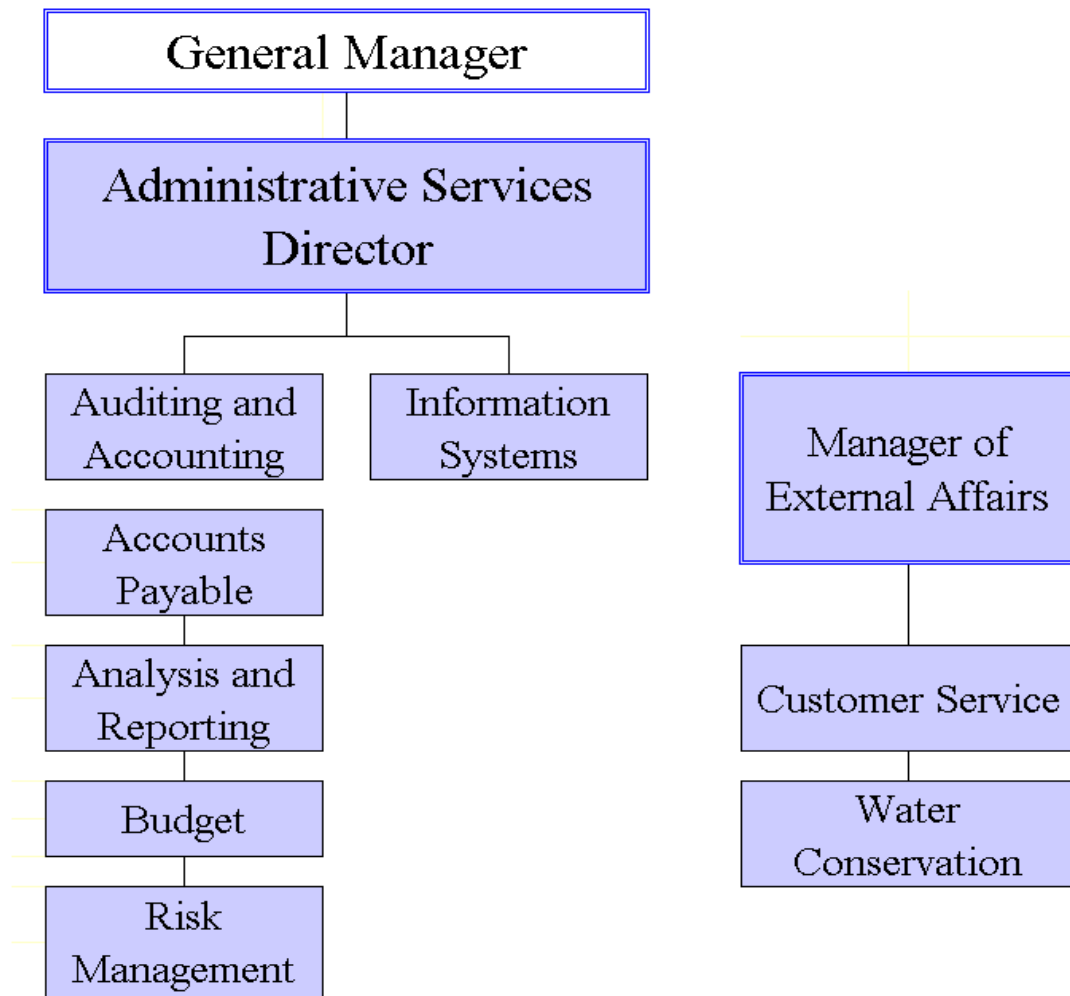 General Manager
Administrative Services
Director
Auditing and
Accounting
Information
Systems
Manager of
External Affairs
Accounts
Payable
Analysis and
Reporting
Customer Service
Budget
Water
Conservation
Risk
Management